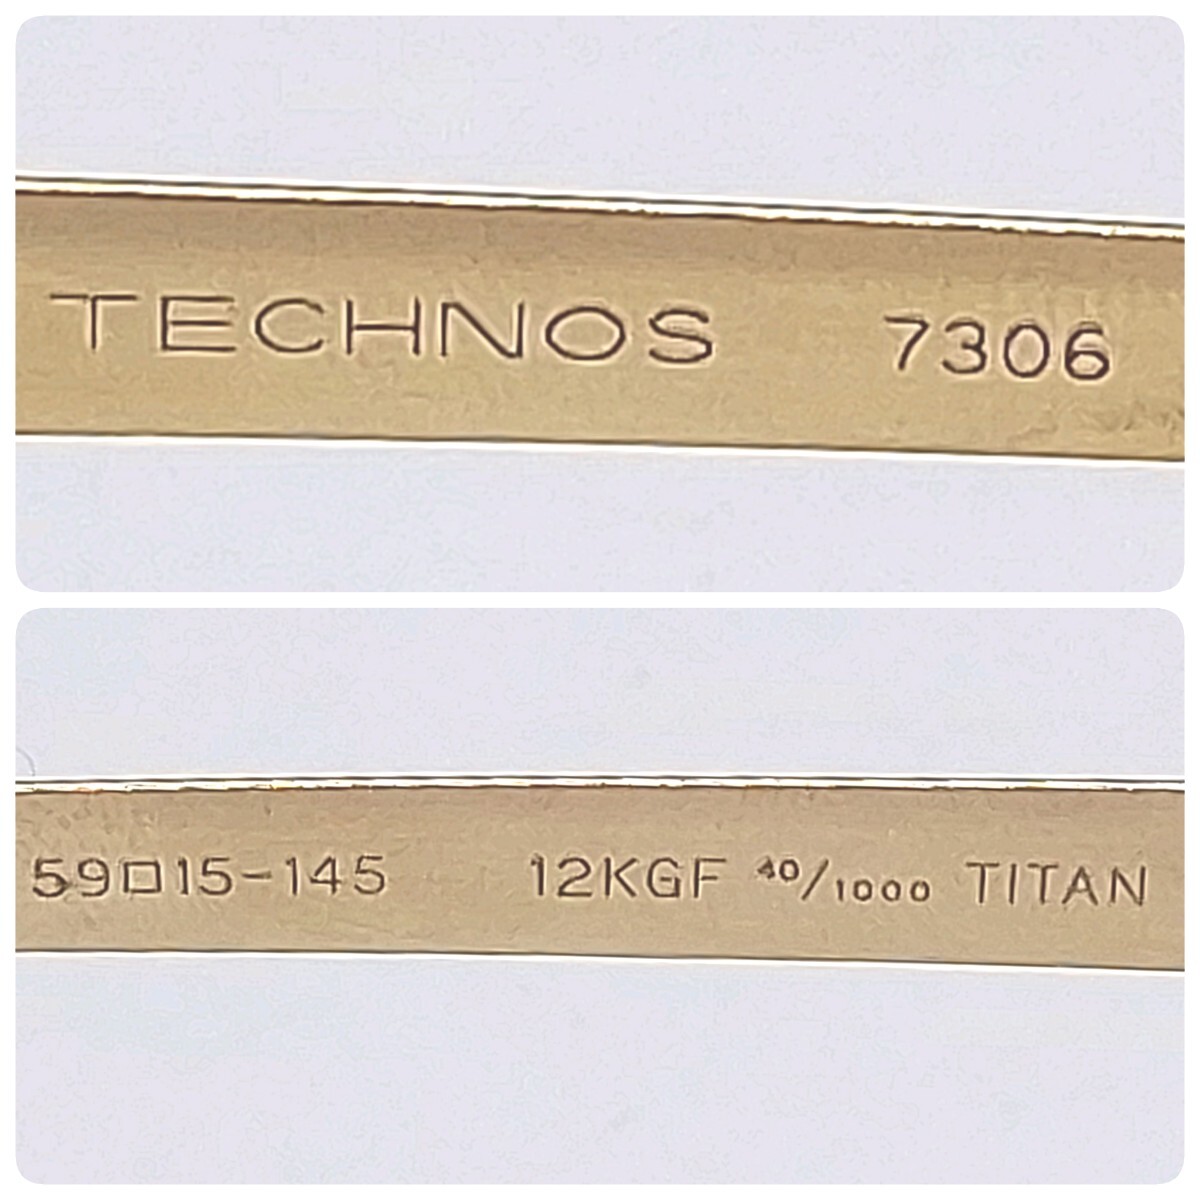 TECHNOS 7306
59□15-145 12KGF 40/1000 TITAN